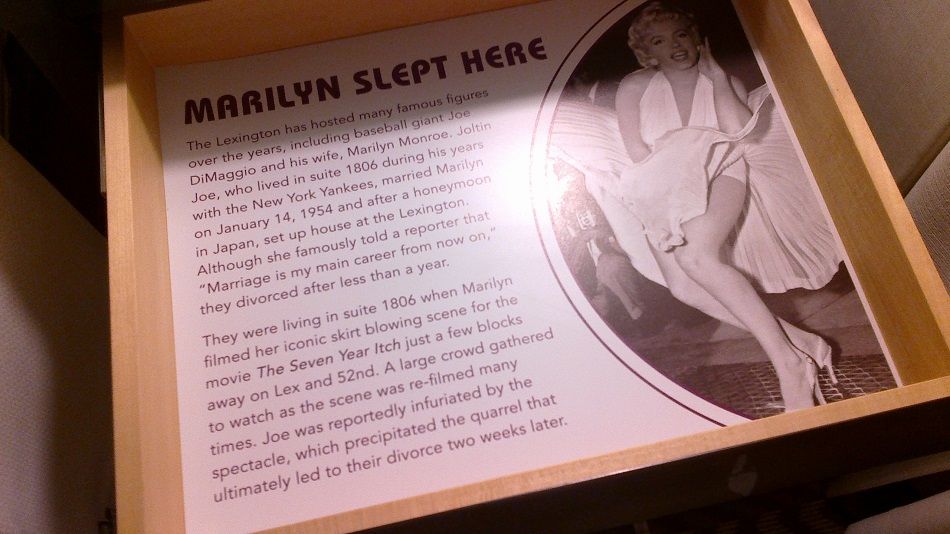 MARILYN SLEPT HERE
The Lexington has hosted many famous figures
over the years, including baseball giant Joe
DiMaggio and his wife, Marilyn Monroe. Joltin
Joe, who lived in suite 1806 during his years
with the New York Yankees, married Marilyn
on January 14, 1954 and after a honeymoon
in Japan, set up house at the Lexington.
Although she famously told a reporter that
“Marriage is my main career from now on,”
they divorced after less than a year.
They were living in suite 1806 when Marilyn
filmed her iconic skirt blowing scene for the
movie The Seven Year Itch just a few blocks
away on Lex and 52nd. A large crowd gathered
to watch as the scene was re-filmed many
times. Joe was reportedly infuriated by the
spectacle, which precipitated the quarrel that
ultimately led to their divorce two weeks later.